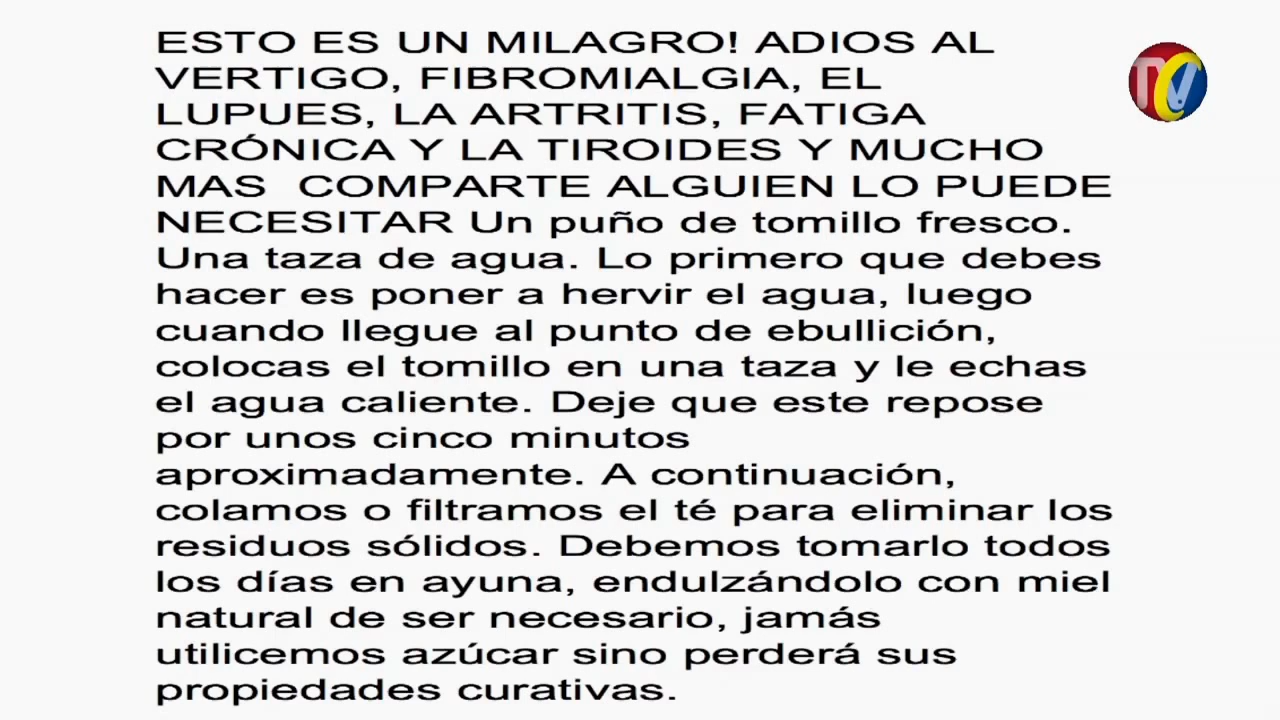 ESTO ES UN MILAGRO! ADIOS AL
VERTIGO, FIBROMIALGIA, EL
LUPUES, LA ARTRITIS, FATIGA
CRÓNICA Y LA TIROIDES Y MUCHO
MAS  COMPARTE ALGUIEN LO PUEDE
NECESITAR Un puño de tomillo fresco.
Una taza de agua. Lo primero que debes
hacer es poner a hervir el agua, luego
cuando llegue al punto de ebullición,
colocas el tomillo en una taza y le echas
el agua caliente. Deje que este repose
por unos cinco minutos
aproximadamente. A continuación,
colamos o filtramos el té para eliminar los
residuos sólidos. Debemos tomarlo todos
los días en ayuna, endulzándolo con miel
natural de ser necesario, jamás
utilicemos azúcar sino perderá sus
propiedades curativas.